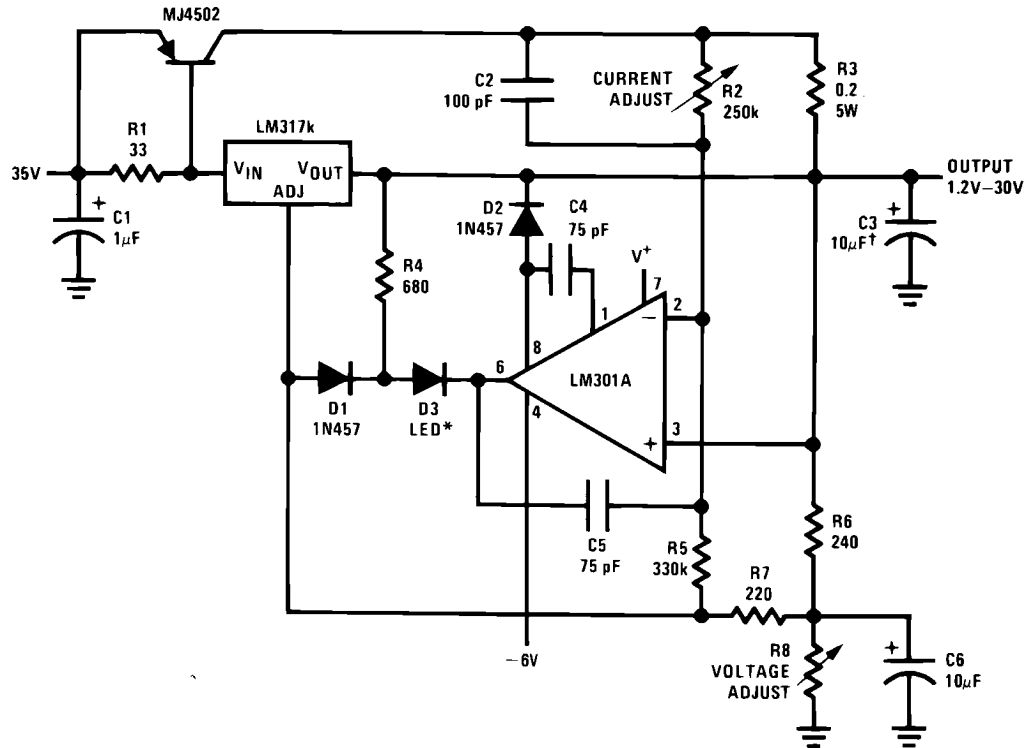 MJ4502
C2
100 pF
CURRENT
ADJUST
R2
250k
R3
0.2
5W
R1
33
LM317k
35V
VIN
VOUT
ADJ
OUTPUT
1.2V–30V
C1
1μF
+
D2
1N457
C4
75 pF
V+
C3
10μF†
+
R4
680
7
1
2
−
8
6
LM301A
4
+
3
D1
1N457
D3
LED*
C5
75 pF
R5
330k
R6
240
R7
220
−6V
R8
VOLTAGE
ADJUST
+
C6
10μF